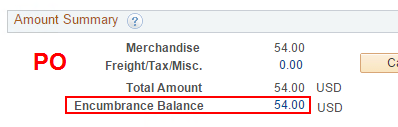 Amount Summary ?
PO
Merchandise 54.00
Freight/Tax/Misc. 0.00
Ca
Total Amount 54.00 USD
Encumbrance Balance 54.00 USD